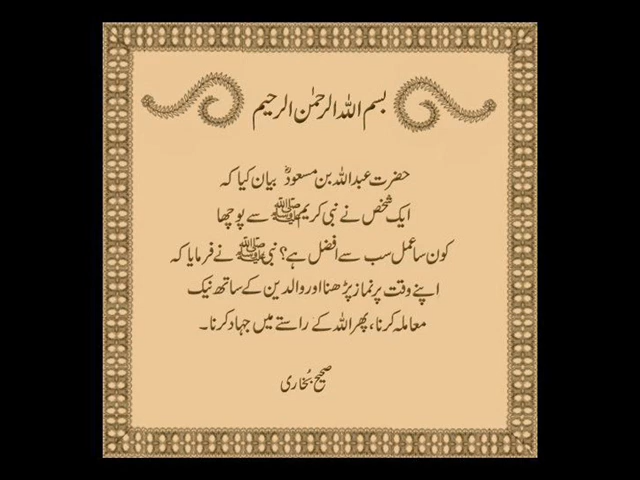 بسم اللہ الرحمٰن الرحیم
حضرت عبداللہ بن مسعودؓ بیان کیا کہ
ایک شخص نے نبی کریم ﷺ سے پوچھا
کون سا عمل سب سے افضل ہے؟ نبی ﷺ نے فرمایا کہ
اپنے وقت پر نماز پڑھنا اور والدین کے ساتھ نیک
معاملہ کرنا، پھر اللہ کے راستے میں جہاد کرنا۔
صحیح بُخاری